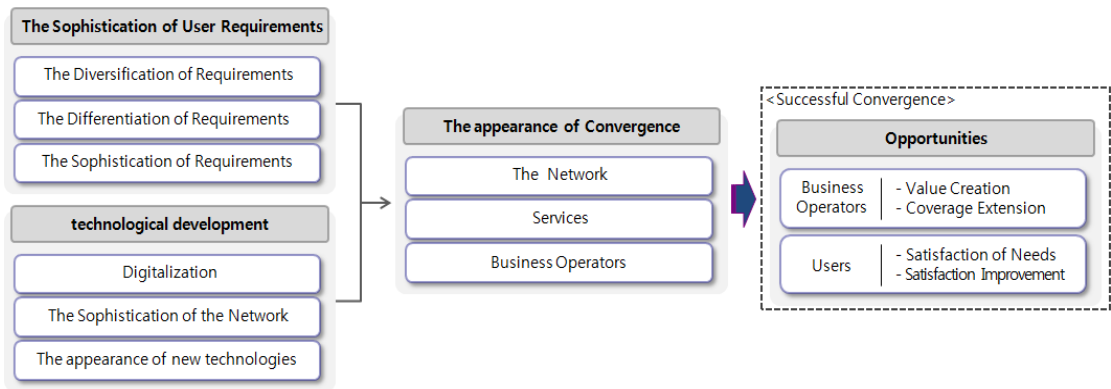 The Sophistication of User Requirements
The Diversification of Requirements
The Differentiation of Requirements
The Sophistication of Requirements
technological development
Digitalization
The Sophistication of the Network
The appearance of new technologies
The appearance of Convergence
The Network
Services
Business Operators
<Successful Convergence>
Opportunities
Business
Operators
- Value Creation
- Coverage Extension
Users
- Satisfaction of Needs
- Satisfaction Improvement